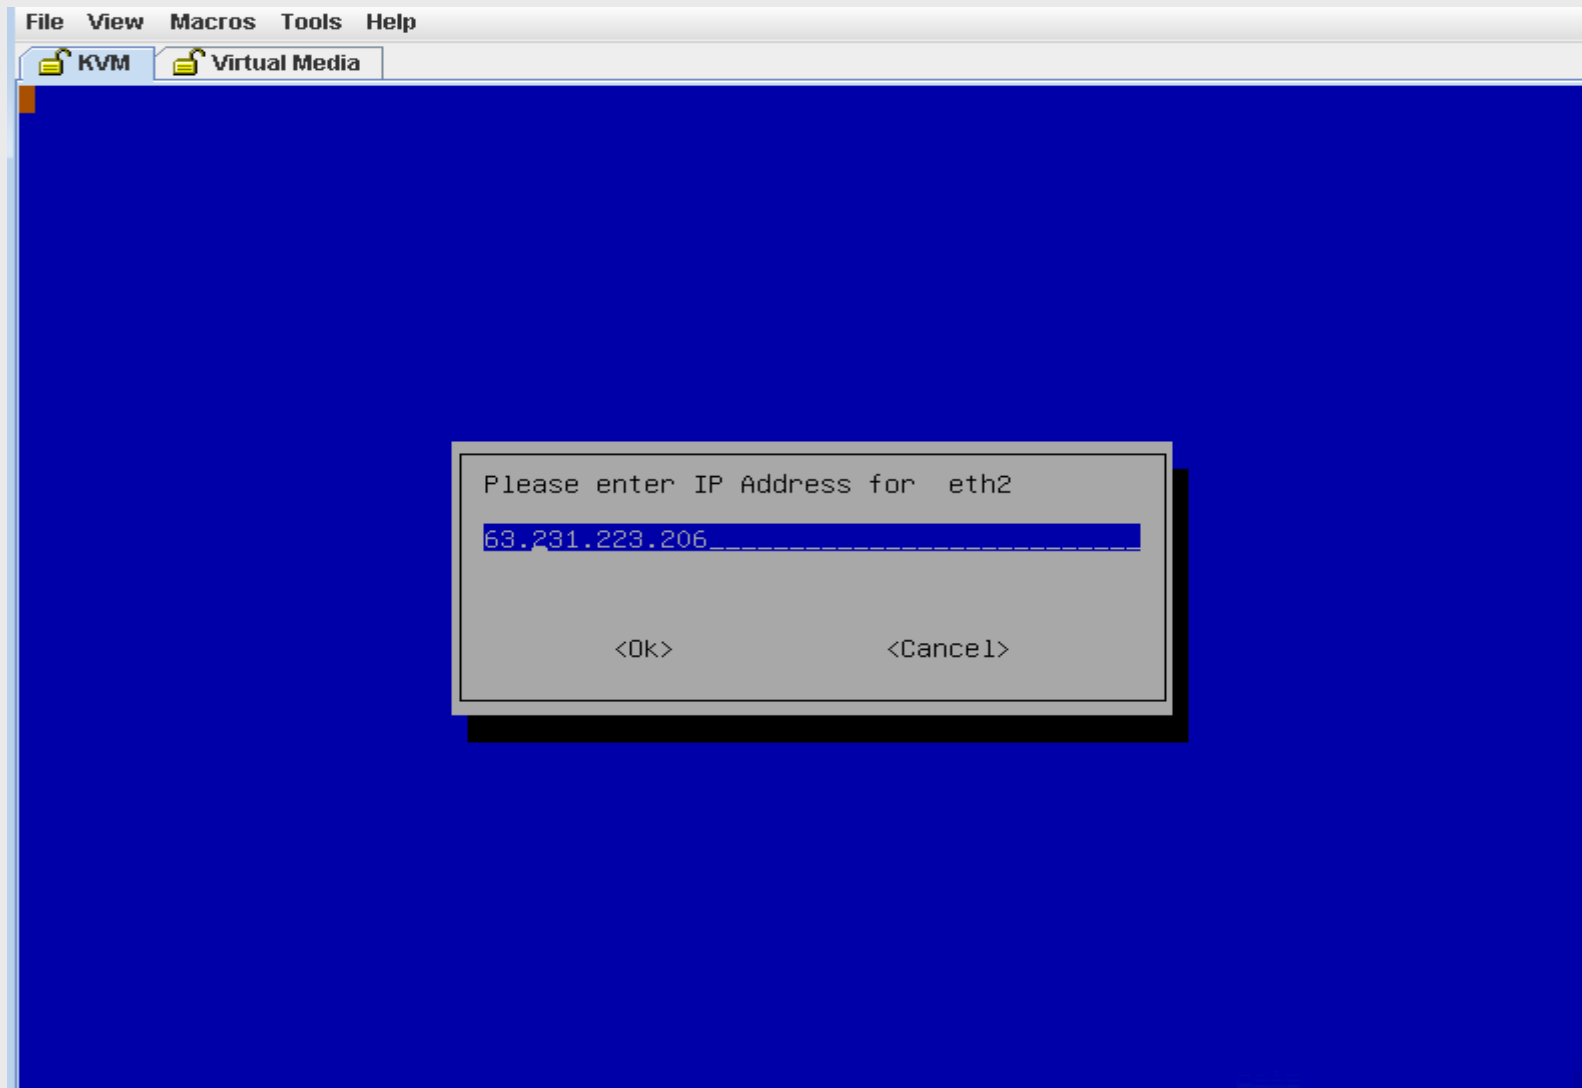 File View Macros Tools Help
KVM Virtual Media
Please enter IP Address for eth2
63.231.223.206___________________________
<Ok> <Cancel>